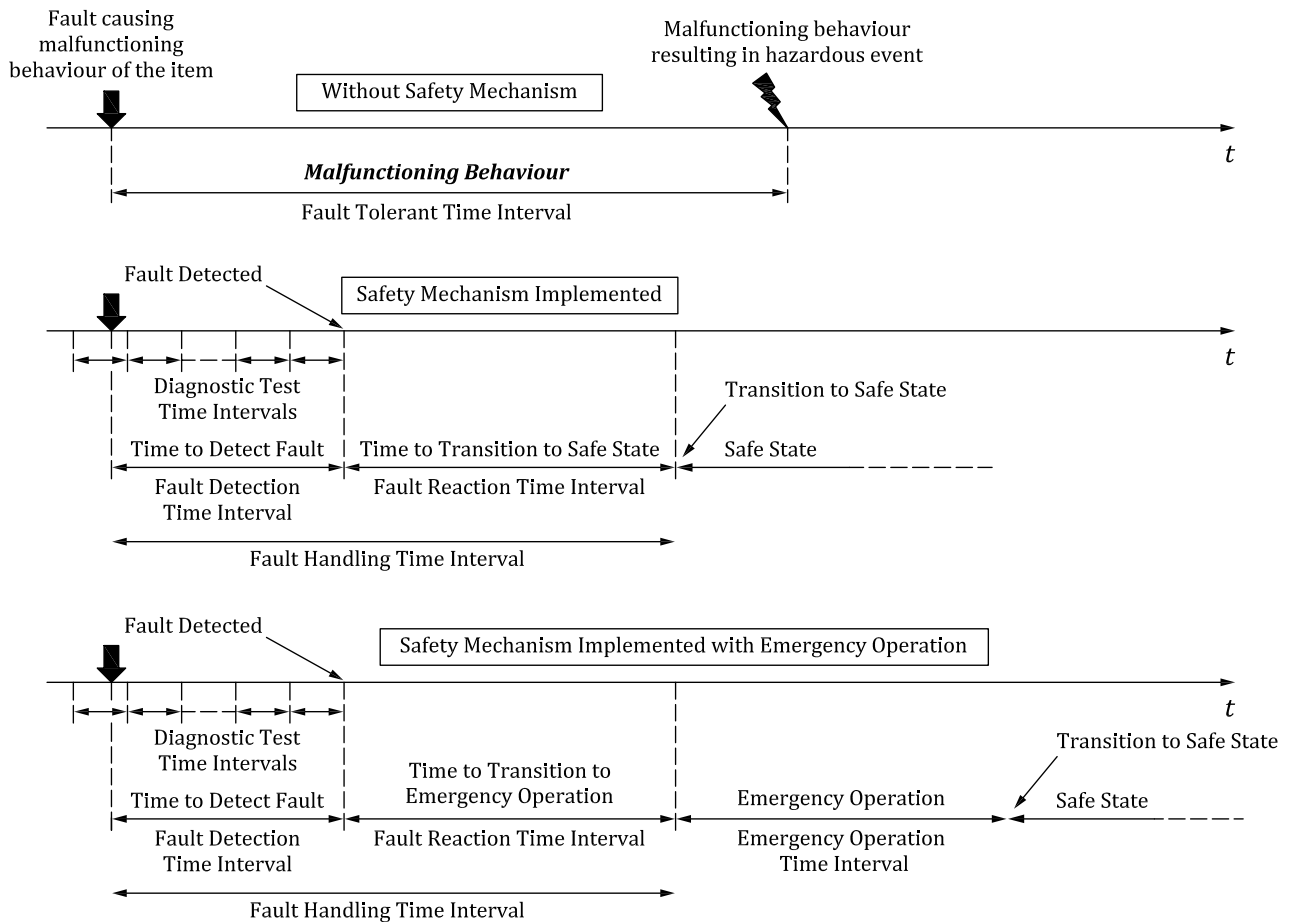 Fault causing
malfunctioning
behaviour of the item
Malfunctioning behaviour
resulting in hazardous event
Without Safety Mechanism
t
Malfunctioning Behaviour
Fault Tolerant Time Interval
Fault Detected
Safety Mechanism Implemented
t
Diagnostic Test
Time Intervals
Transition to Safe State
Time to Detect Fault
Time to Transition to Safe State
Safe State
Fault Detection
Time Interval
Fault Reaction Time Interval
Fault Handling Time Interval
Fault Detected
Safety Mechanism Implemented with Emergency Operation
t
Diagnostic Test
Time Intervals
Transition to Safe State
Time to Detect Fault
Time to Transition to
Emergency Operation
Emergency Operation
Safe State
Fault Detection
Time Interval
Fault Reaction Time Interval
Emergency Operation
Time Interval
Fault Handling Time Interval